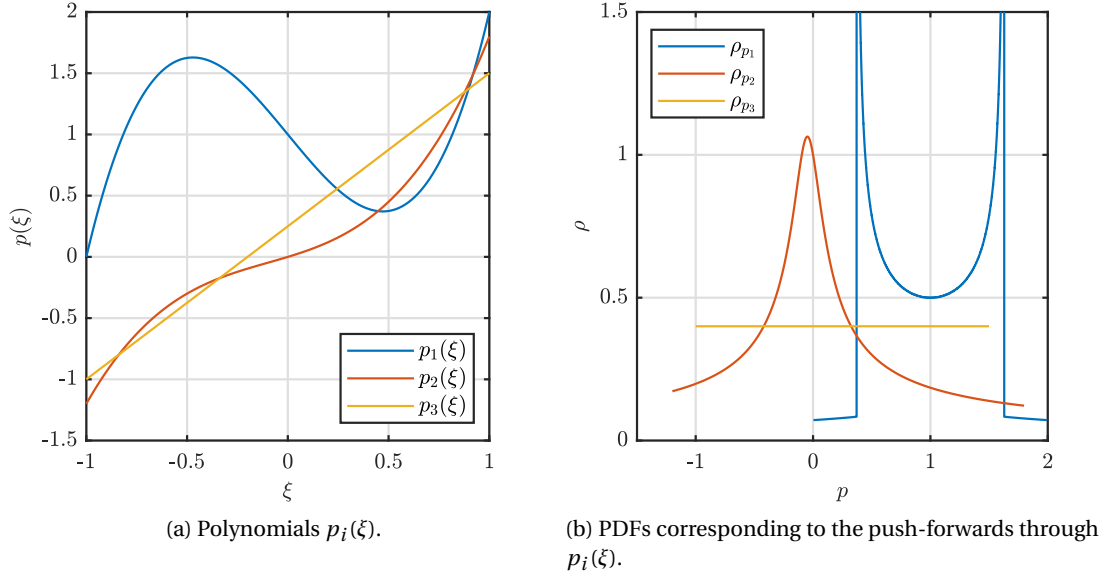 2
1.5
1
0.5
0
-0.5
-1
-1.5
p(ξ)
-1
-0.5
0
0.5
1
ξ
p₁(ξ)
p₂(ξ)
p₃(ξ)
(a) Polynomials pᵢ(ξ).
1.5
1
0.5
0
ρ
-1
0
1
2
p
ρₚ₁
ρₚ₂
ρₚ₃
(b) PDFs corresponding to the push-forwards through
pᵢ(ξ).